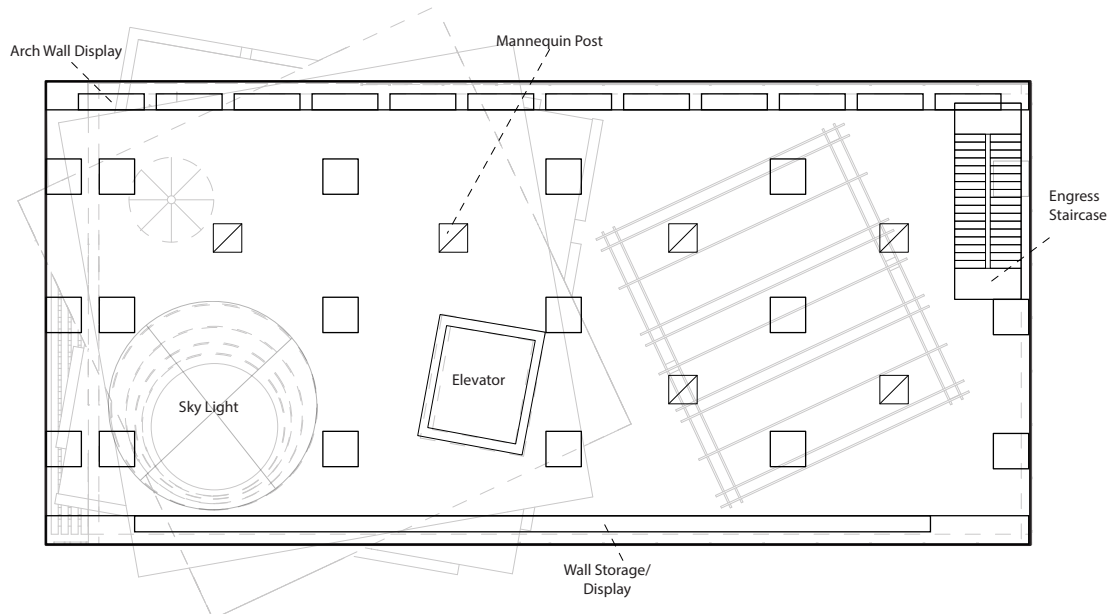 Arch Wall Display
Mannequin Post
Engress
Staircase
Elevator
Sky Light
Wall Storage/
Display